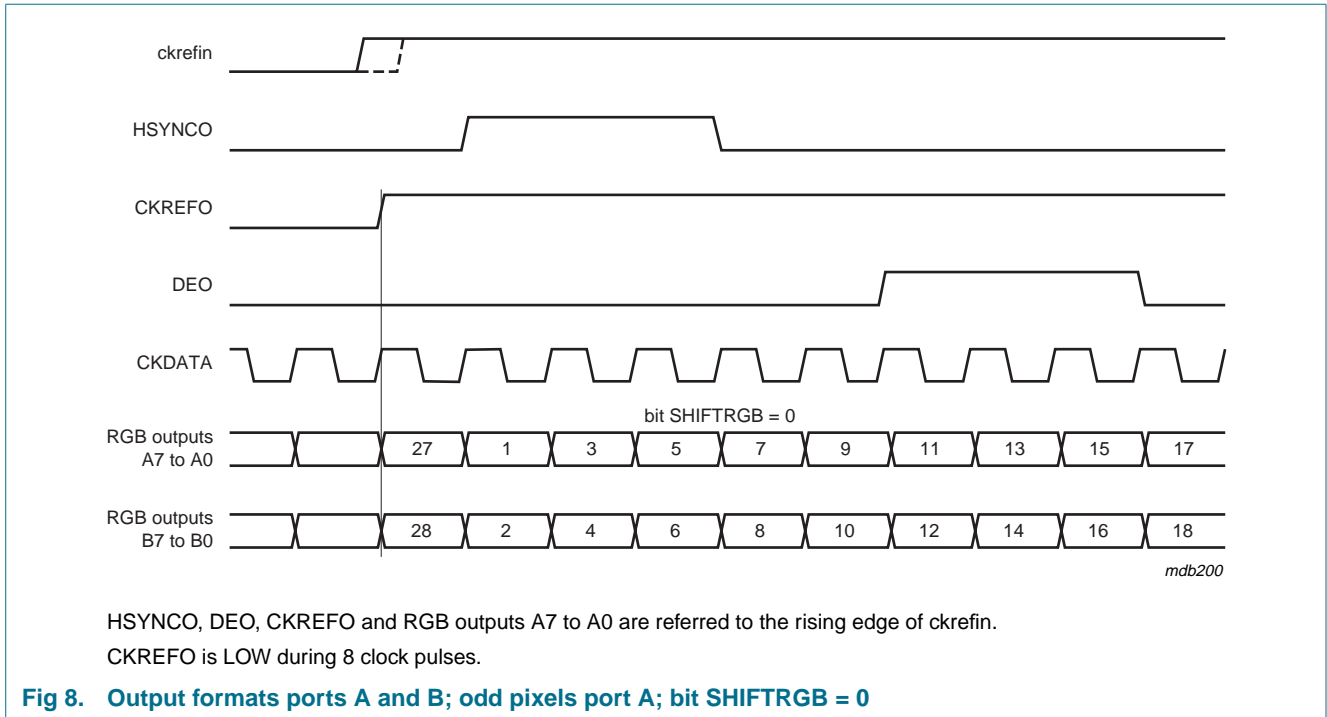 ckrefin
HSYNCO
CKREFO
DEO
CKDATA
bit SHIFTRGB = 0
RGB outputs
A7 to A0
27 1 3 5 7 9 11 13 15 17
RGB outputs
B7 to B0
28 2 4 6 8 10 12 14 16 18
mdb200
HSYNCO, DEO, CKREFO and RGB outputs A7 to A0 are referred to the rising edge of ckrefin.
CKREFO is LOW during 8 clock pulses.
Fig 8. Output formats ports A and B; odd pixels port A; bit SHIFTRGB = 0